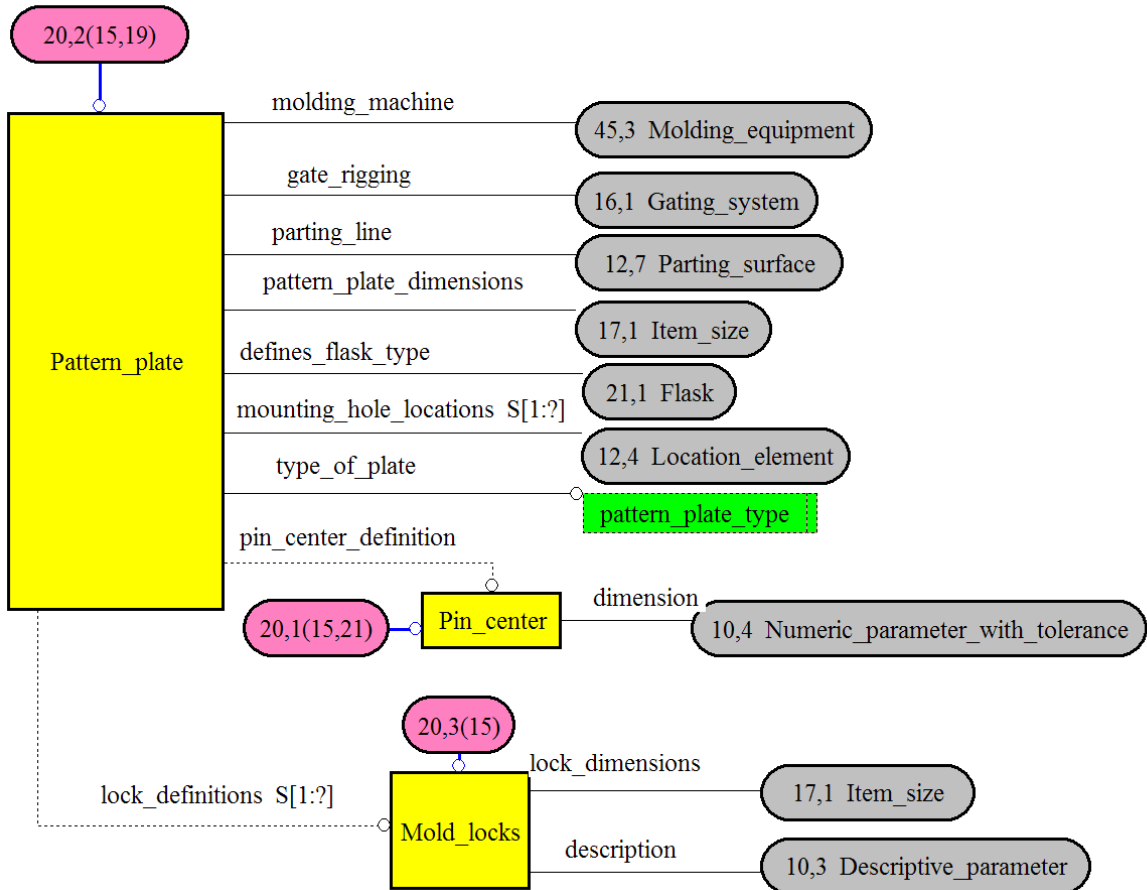 20,2(15,19)
molding_machine
45,3 Molding_equipment
gate_rigging
16,1 Gating_system
parting_line
12,7 Parting_surface
pattern_plate_dimensions
17,1 Item_size
Pattern_plate
defines_flask_type
21,1 Flask
mounting_hole_locations S[1:?]
12,4 Location_element
type_of_plate
pattern_plate_type
pin_center_definition
20,1(15,21)
Pin_center
dimension
10,4 Numeric_parameter_with_tolerance
20,3(15)
lock_definitions S[1:?]
Mold_locks
lock_dimensions
17,1 Item_size
description
10,3 Descriptive_parameter